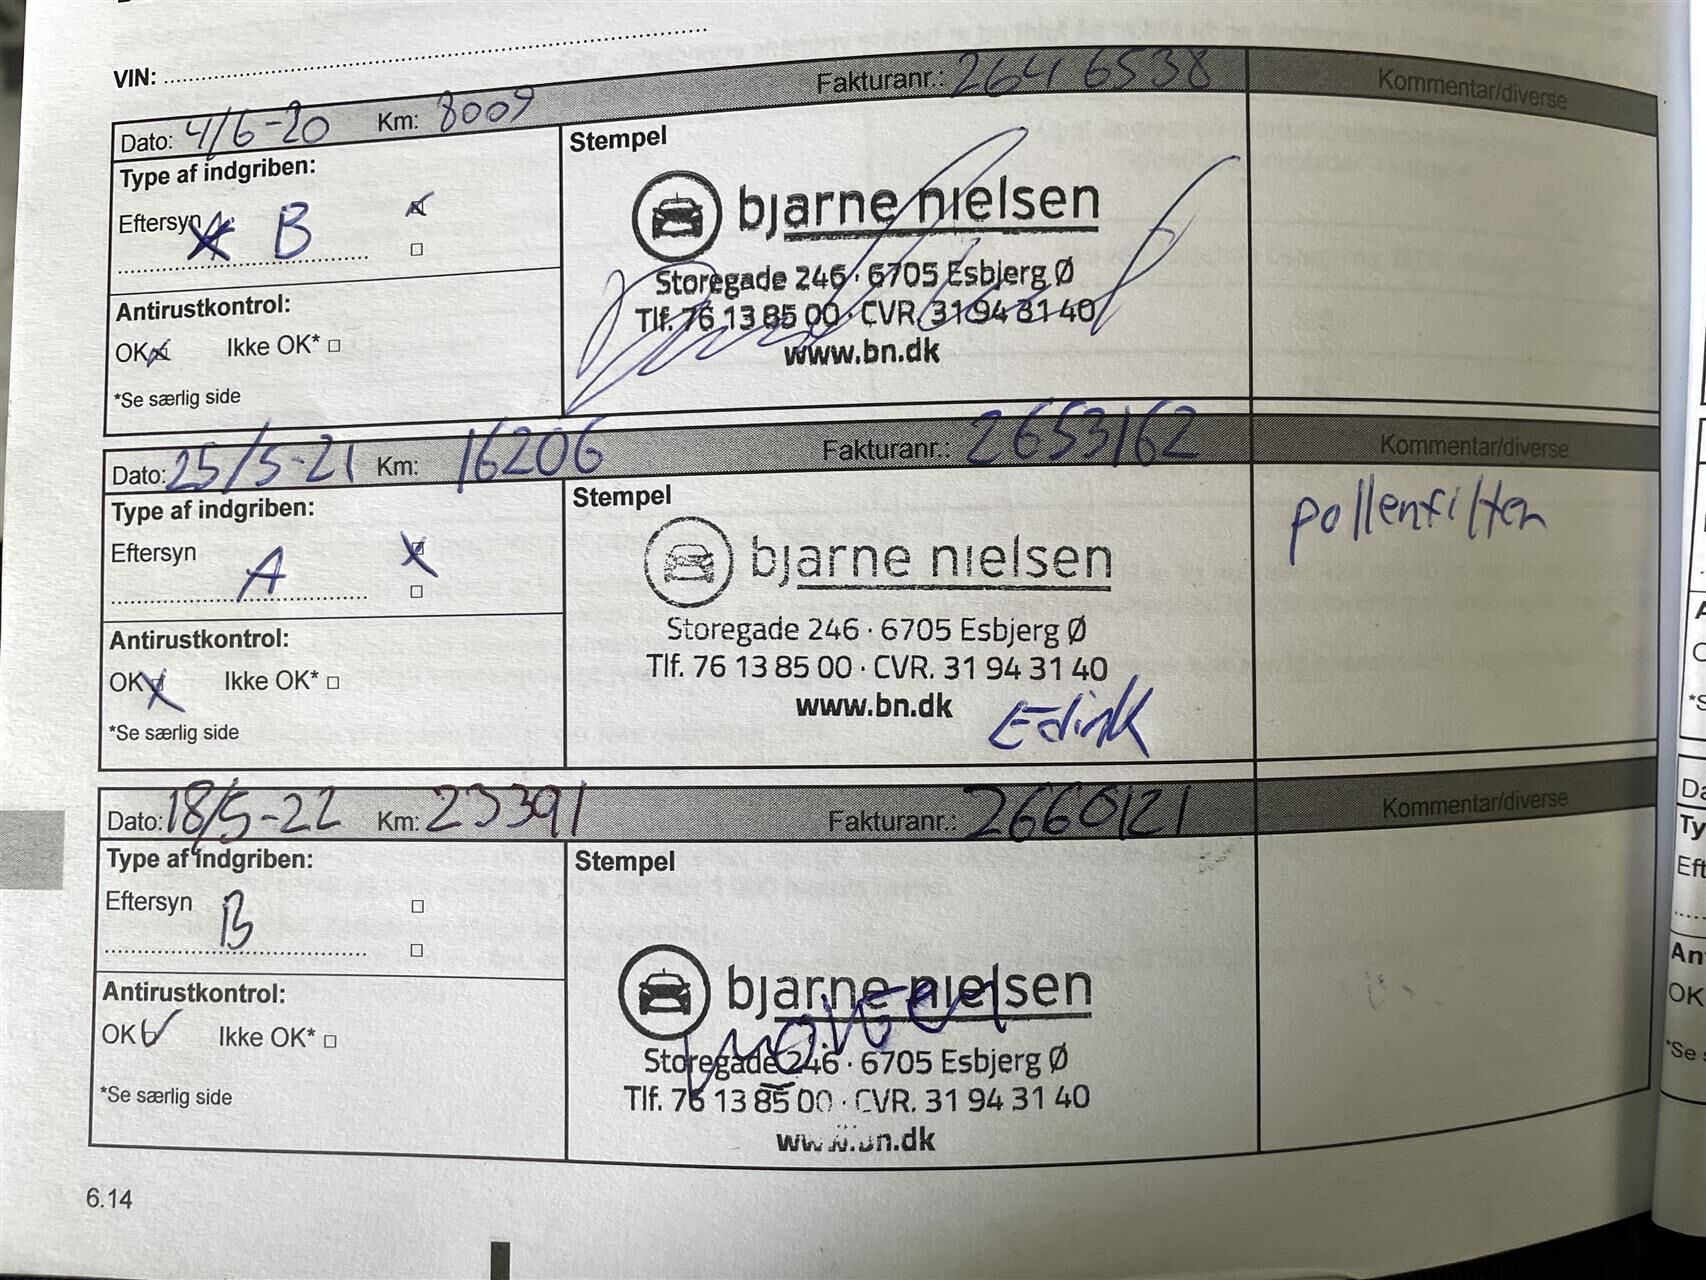 VIN:
Dato: 4/6-20 Km: 8009 Fakturanr.: 2646538 Kommentar/diverse
Type af indgriben:
Stempel
Eftersyn B
bjarne nielsen
Storegade 246 · 6705 Esbjerg Ø
Tlf. 76 13 85 00 · CVR. 31 94 31 40
www.bn.dk
Antirustkontrol:
OK Ikke OK*
*Se særlig side
Dato: 25/5-21 Km: 16206 Fakturanr.: 2653162 Kommentar/diverse
Type af indgriben:
Stempel
pollenfilter
Eftersyn A
bjarne nielsen
Storegade 246 · 6705 Esbjerg Ø
Tlf. 76 13 85 00 · CVR. 31 94 31 40
www.bn.dk
Antirustkontrol:
OK Ikke OK*
*Se særlig side
Dato: 18/5-22 Km: 23391 Fakturanr.: 2660121 Kommentar/diverse
Type af indgriben:
Stempel
Eftersyn B
bjarne nielsen
Storegade 246 · 6705 Esbjerg Ø
Tlf. 76 13 85 00 · CVR. 31 94 31 40
www.bn.dk
Antirustkontrol:
OK Ikke OK*
*Se særlig side
6.14